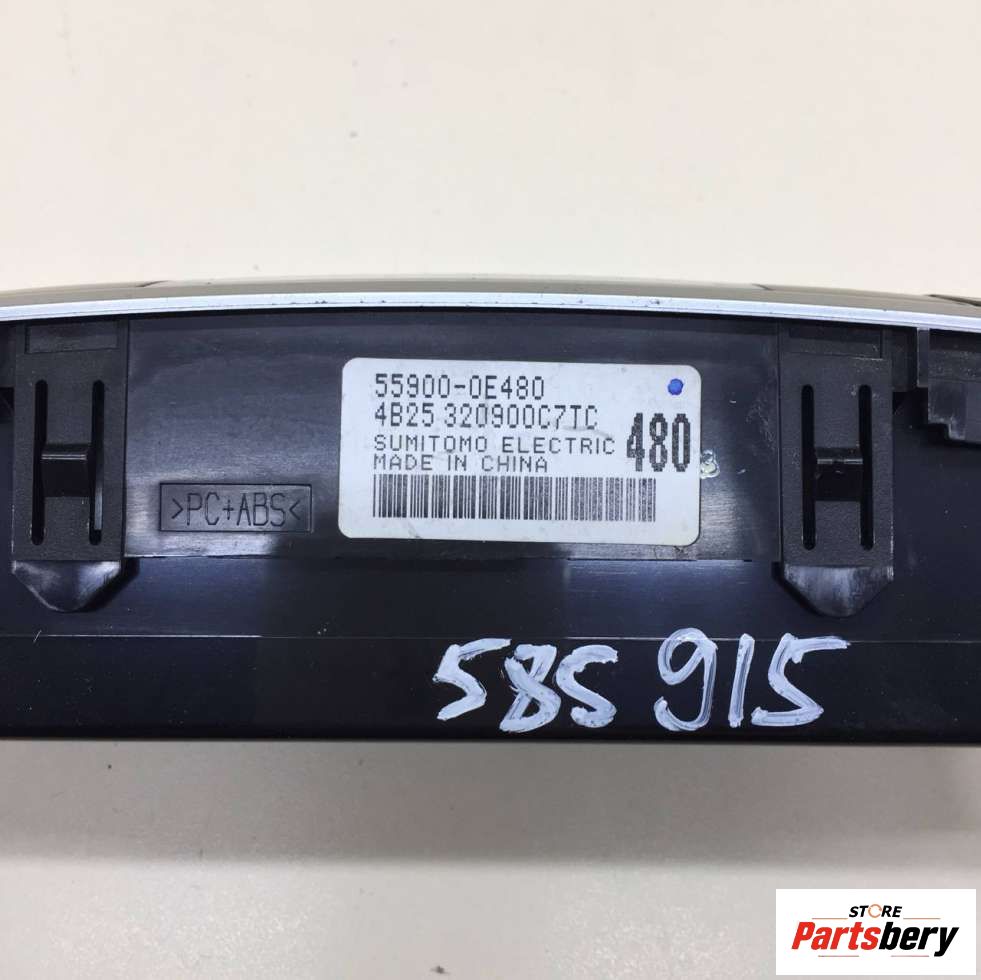 55900-0E480
4B25 320900C7TC
SUMITOMO ELECTRIC 480
MADE IN CHINA
>PC+ABS<
585 915
STORE
Partsbery